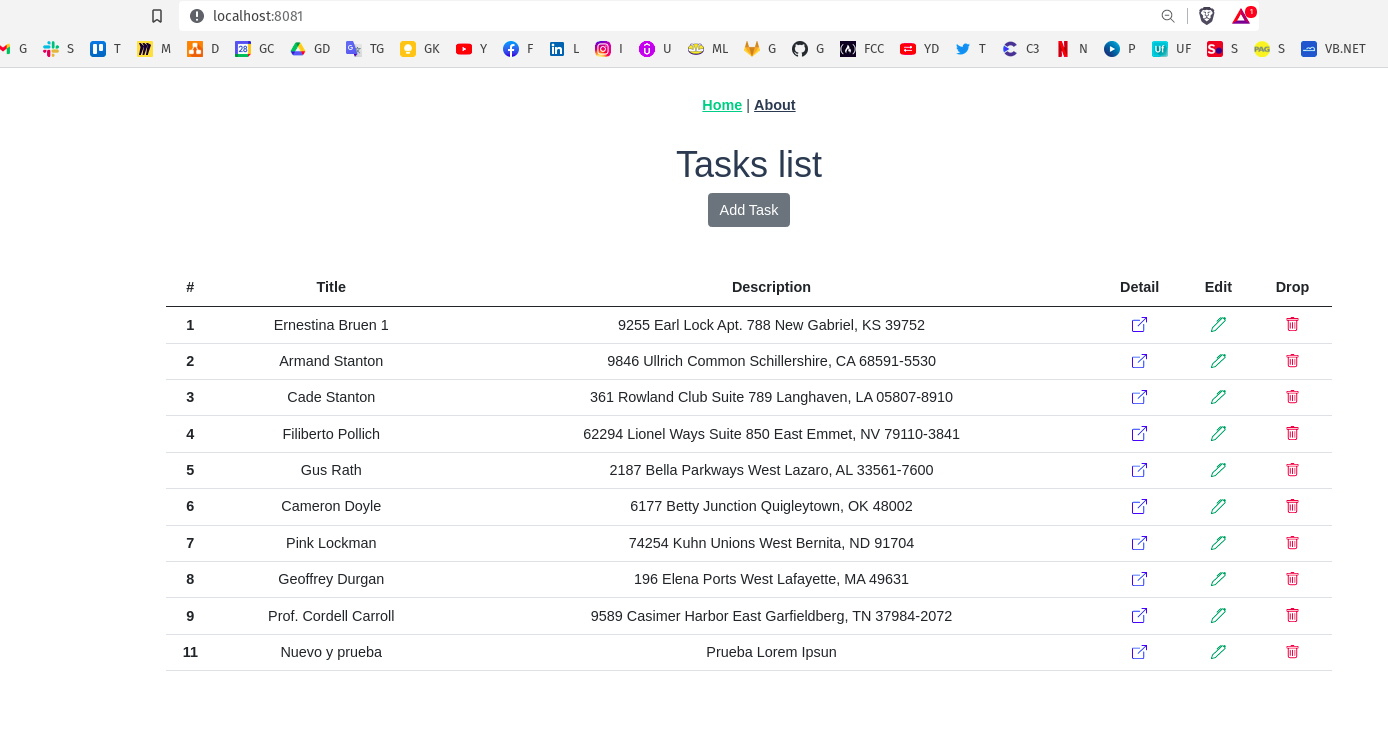 localhost:8081
1
G S T M D 28 GC GD G TG GK Y F in L I U ML G G FCC YD T C3 N P Uf UF S S PAG S VB.NET
Home | About
Tasks list
Add Task
# Title Description Detail Edit Drop
1 Ernestina Bruen 1 9255 Earl Lock Apt. 788 New Gabriel, KS 39752
2 Armand Stanton 9846 Ullrich Common Schillershire, CA 68591-5530
3 Cade Stanton 361 Rowland Club Suite 789 Langhaven, LA 05807-8910
4 Filiberto Pollich 62294 Lionel Ways Suite 850 East Emmet, NV 79110-3841
5 Gus Rath 2187 Bella Parkways West Lazaro, AL 33561-7600
6 Cameron Doyle 6177 Betty Junction Quigleytown, OK 48002
7 Pink Lockman 74254 Kuhn Unions West Bernita, ND 91704
8 Geoffrey Durgan 196 Elena Ports West Lafayette, MA 49631
9 Prof. Cordell Carroll 9589 Casimer Harbor East Garfieldberg, TN 37984-2072
11 Nuevo y prueba Prueba Lorem Ipsun